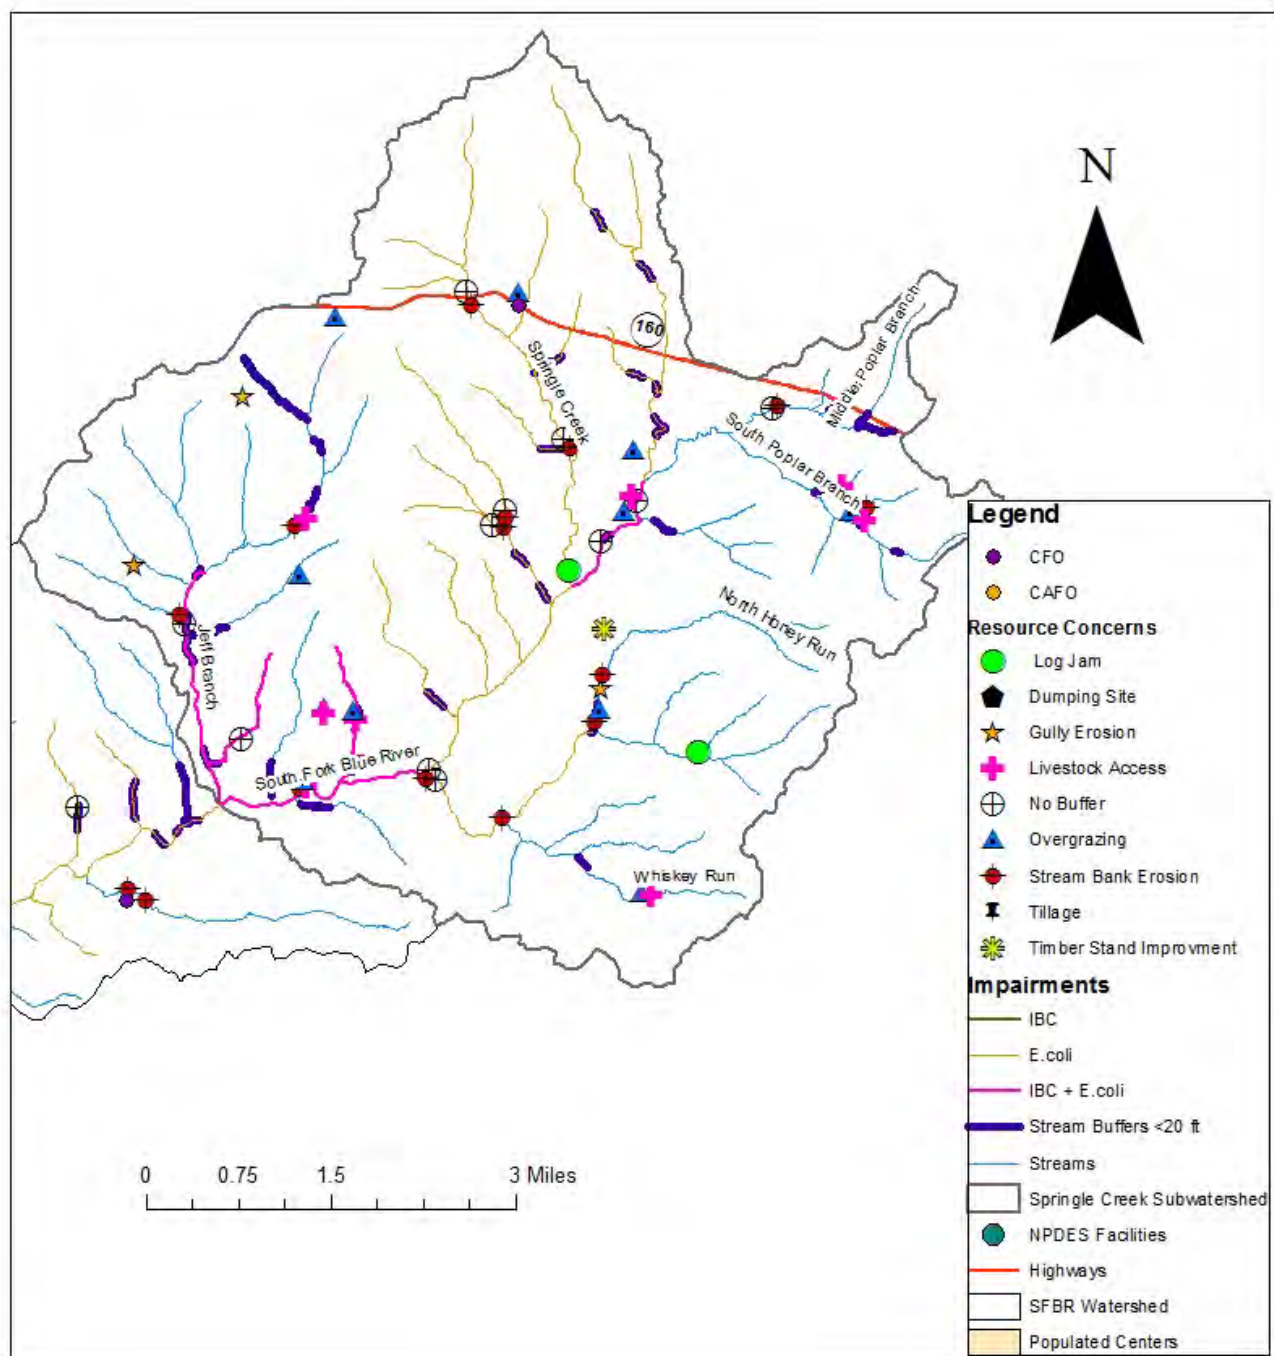 N
160
Springle Creek
Middle Poplar Branch
South Poplar Branch
North Honey Run
Jeff Branch
South Fork Blue River
Whiskey Run
0 0.75 1.5 3 Miles
Legend
CFO
CAFO
Resource Concerns
Log Jam
Dumping Site
Gully Erosion
Livestock Access
No Buffer
Overgrazing
Stream Bank Erosion
Tillage
Timber Stand Improvment
Impairments
IBC
E.coli
IBC + E.coli
Stream Buffers <20 ft
Streams
Springle Creek Subwatershed
NPDES Facilities
Highways
SFBR Watershed
Populated Centers